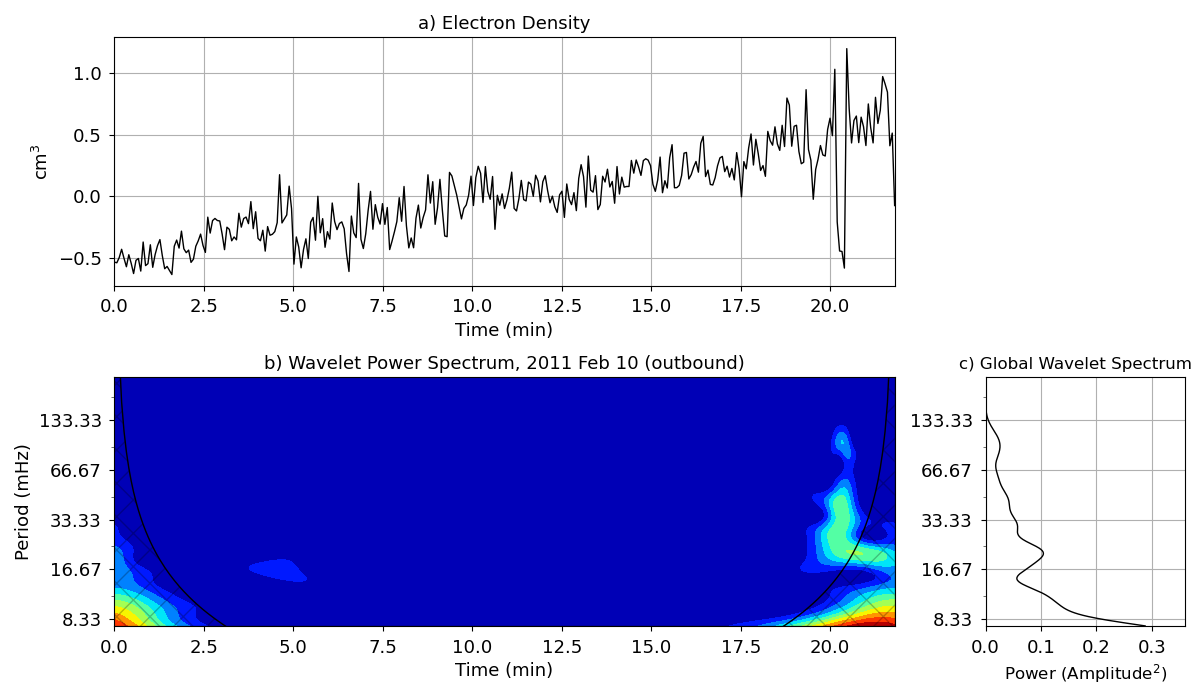 a) Electron Density
cm³
1.0
0.5
0.0
−0.5
0.0 2.5 5.0 7.5 10.0 12.5 15.0 17.5 20.0
Time (min)
b) Wavelet Power Spectrum, 2011 Feb 10 (outbound)
Period (mHz)
133.33
66.67
33.33
16.67
8.33
0.0 2.5 5.0 7.5 10.0 12.5 15.0 17.5 20.0
Time (min)
c) Global Wavelet Spectrum
133.33
66.67
33.33
16.67
8.33
0.0 0.1 0.2 0.3
Power (Amplitude²)